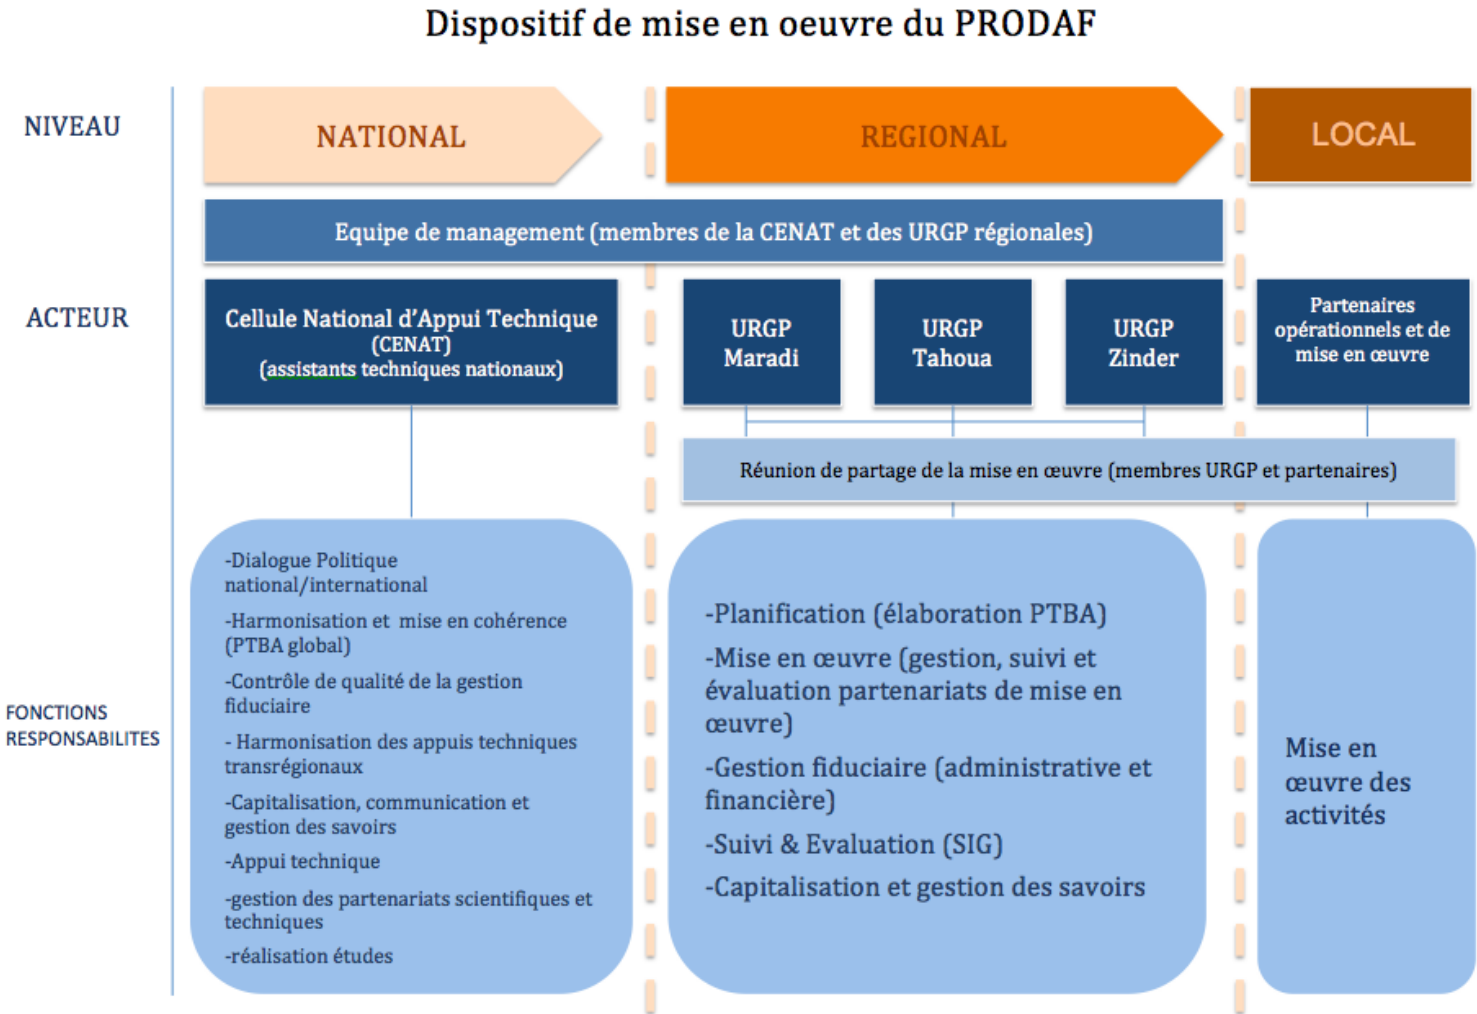 Dispositif de mise en oeuvre du PRODAF
NIVEAU
NATIONAL
REGIONAL
LOCAL
Equipe de management (membres de la CENAT et des URGP régionales)
ACTEUR
Cellule National d'Appui Technique
(CENAT)
(assistants techniques nationaux)
URGP
Maradi
URGP
Tahoua
URGP
Zinder
Partenaires
opérationnels et de
mise en œuvre
Réunion de partage de la mise en œuvre (membres URGP et partenaires)
FONCTIONS
RESPONSABILITES
-Dialogue Politique
national/international
-Harmonisation et  mise en cohérence
(PTBA global)
-Contrôle de qualité de la gestion
fiduciaire
- Harmonisation des appuis techniques
transrégionaux
-Capitalisation, communication et
gestion des savoirs
-Appui technique
-gestion des partenariats scientifiques et
techniques
-réalisation études
-Planification (élaboration PTBA)
-Mise en œuvre (gestion, suivi et
évaluation partenariats de mise en
œuvre)
-Gestion fiduciaire (administrative et
financière)
-Suivi & Evaluation (SIG)
-Capitalisation et gestion des savoirs
Mise en
œuvre des
activités